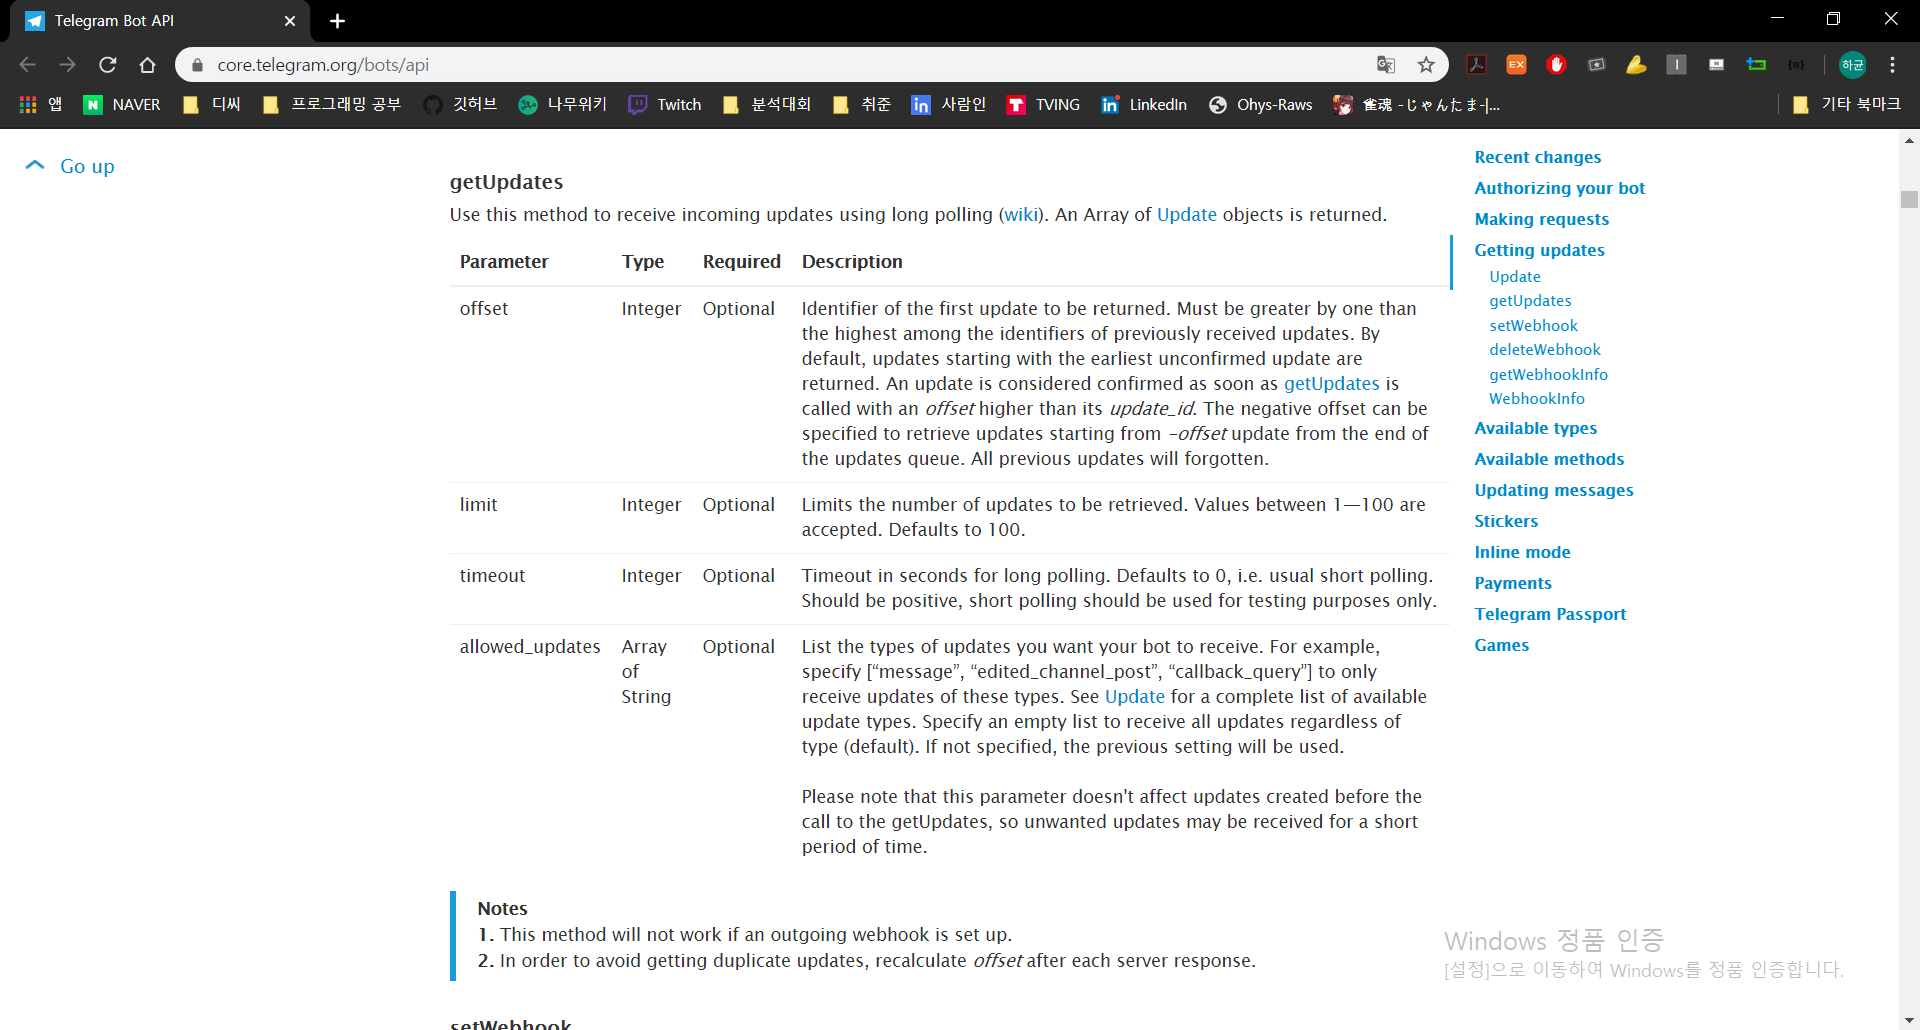 Telegram Bot API
core.telegram.org/bots/api
EX
하균
앱
NAVER
디씨
프로그래밍 공부
깃허브
나무위키
Twitch
분석대회
취준
사람인
TVING
LinkedIn
Ohys-Raws
雀魂 -じゃんたま-|...
기타 북마크
Go up
getUpdates
Use this method to receive incoming updates using long polling (wiki). An Array of Update objects is returned.
Parameter Type Required Description
offset Integer Optional Identifier of the first update to be returned. Must be greater by one than
the highest among the identifiers of previously received updates. By
default, updates starting with the earliest unconfirmed update are
returned. An update is considered confirmed as soon as getUpdates is
called with an offset higher than its update_id. The negative offset can be
specified to retrieve updates starting from -offset update from the end of
the updates queue. All previous updates will forgotten.
limit Integer Optional Limits the number of updates to be retrieved. Values between 1—100 are
accepted. Defaults to 100.
timeout Integer Optional Timeout in seconds for long polling. Defaults to 0, i.e. usual short polling.
Should be positive, short polling should be used for testing purposes only.
allowed_updates Array of String Optional List the types of updates you want your bot to receive. For example,
specify [“message”, “edited_channel_post”, “callback_query”] to only
receive updates of these types. See Update for a complete list of available
update types. Specify an empty list to receive all updates regardless of
type (default). If not specified, the previous setting will be used.
Please note that this parameter doesn't affect updates created before the
call to the getUpdates, so unwanted updates may be received for a short
period of time.
Notes
1. This method will not work if an outgoing webhook is set up.
2. In order to avoid getting duplicate updates, recalculate offset after each server response.
setWebhook
Recent changes
Authorizing your bot
Making requests
Getting updates
Update
getUpdates
setWebhook
deleteWebhook
getWebhookInfo
WebhookInfo
Available types
Available methods
Updating messages
Stickers
Inline mode
Payments
Telegram Passport
Games
Windows 정품 인증
[설정]으로 이동하여 Windows를 정품 인증합니다.